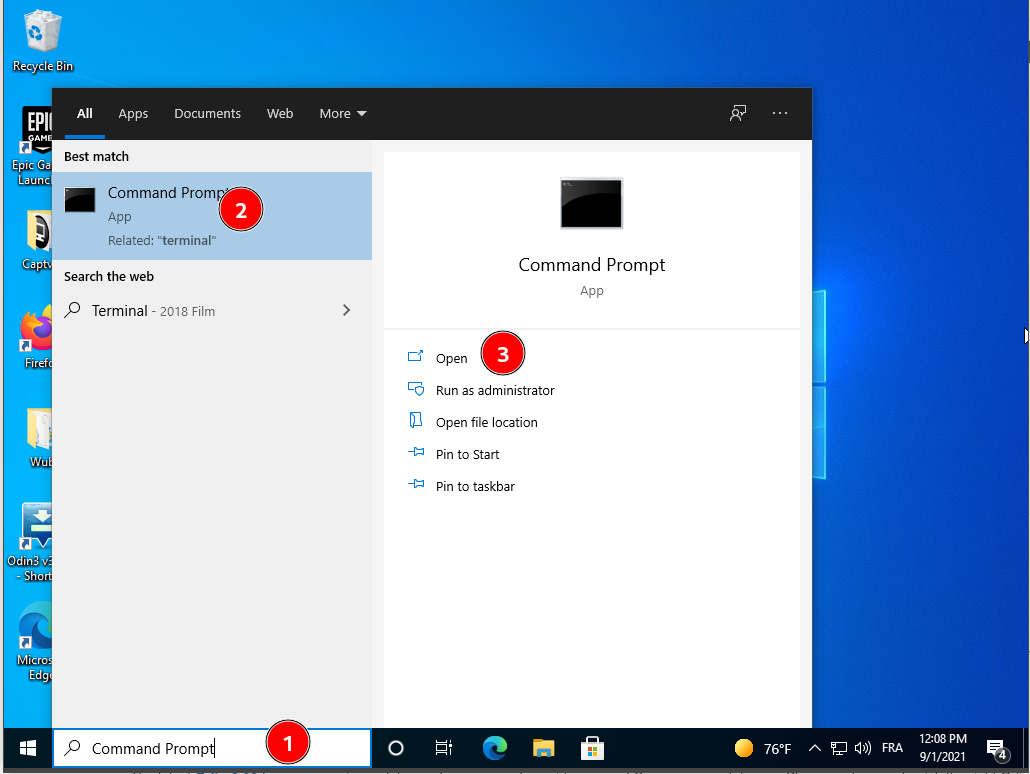 Recycle Bin
EPIC
GAMES
Epic Ga
Launc
Captv
Firefo
Wub
Odin3 v3
- Short
Micros
Edge
All Apps Documents Web More
Best match
Command Prompt
2
App
Related: "terminal"
Search the web
Terminal - 2018 Film
Command Prompt
App
Open
3
Run as administrator
Open file location
Pin to Start
Pin to taskbar
Command Prompt
1
76°F
FRA
12:08 PM
9/1/2021
4